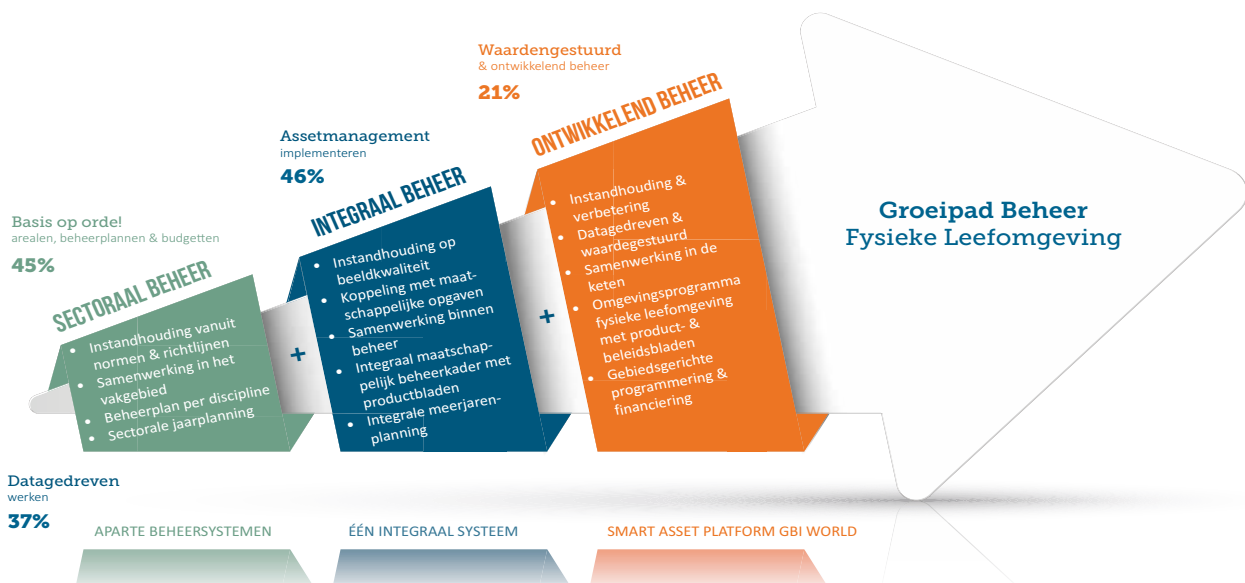 Waardengestuurd
& ontwikkelend beheer
21%
ONTWIKKELEND BEHEER
• Instandhouding &
verbetering
• Datagedreven &
waardegestuurd
• Samenwerking in de
keten
• Omgevingsprogramma
fysieke leefomgeving
met product- &
beleidsbladen
• Gebiedsgerichte
programmering &
financiering
Assetmanagement
implementeren
46%
INTEGRAAL BEHEER
• Instandhouding op
beeldkwaliteit
• Koppeling met maat-
schappelijke opgaven
• Samenwerking binnen
beheer
• Integraal maatschap-
pelijk beheerkader met
productbladen
• Integrale meerjaren-
planning
Basis op orde!
arealen, beheerplannen & budgetten
45%
SECTORAAL BEHEER
• Instandhouding vanuit
normen & richtlijnen
• Samenwerking in het
vakgebied
• Beheerplan per discipline
• Sectorale jaarplanning
+
+
Groeipad Beheer
Fysieke Leefomgeving
Datagedreven
werken
37%
APARTE BEHEERSYSTEMEN
ÉÉN INTEGRAAL SYSTEEM
SMART ASSET PLATFORM GBI WORLD